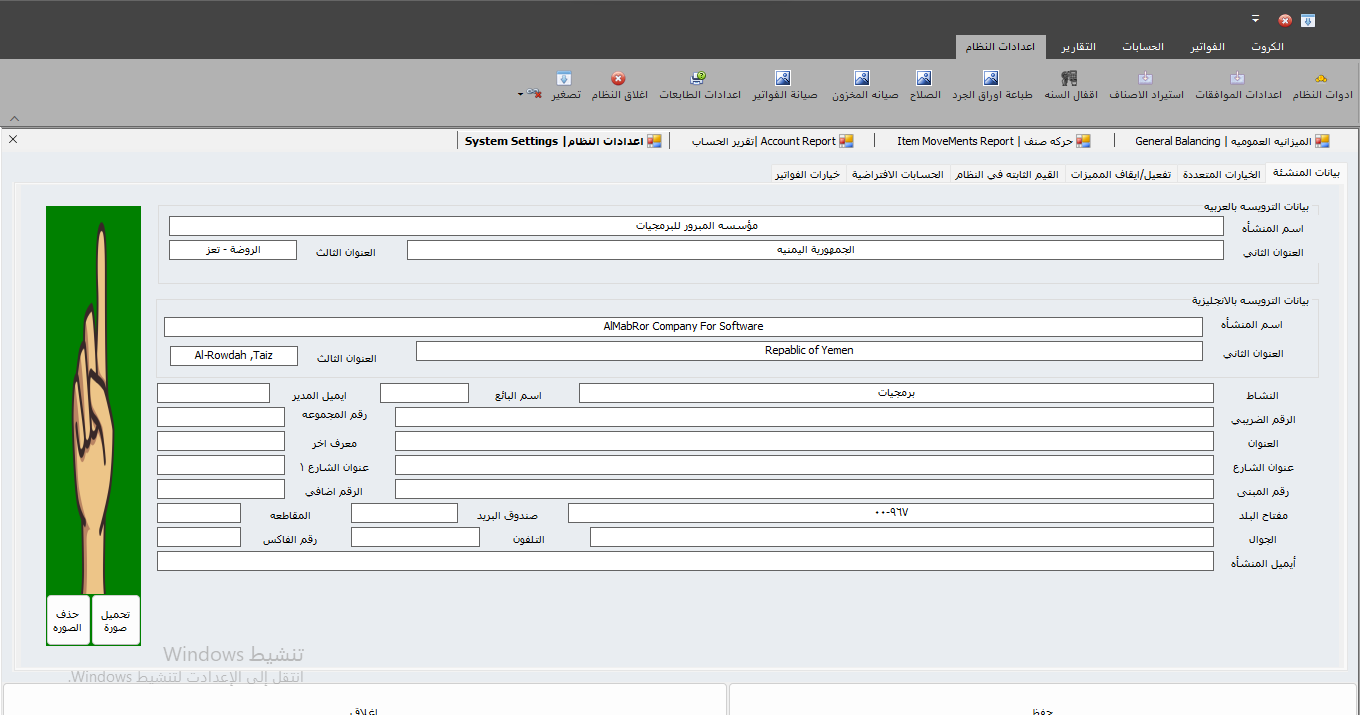 الكروت الفواتير الحسابات التقارير اعدادات النظام
ادوات النظام اعدادات الموافقات استيراد الاصناف اقفال السنه طباعة اوراق الجرد الصلاح صيانه المخزون صيانة الفواتير اعدادات الطابعات اغلاق النظام تصغير
الميزانيه العموميه | General Balancing حركه صنف | Item MoveMents Report تقرير الحساب| Account Report اعدادات النظام| System Settings
بيانات المنشئة الخيارات المتعددة تفعيل/ايقاف المميزات القيم الثابته في النظام الحسابات الافتراضية خيارات الفواتير
بيانات الترويسه بالعربيه
اسم المنشأه مؤسسه المبرور للبرمجيات
العنوان الثاني الجمهورية اليمنيه العنوان الثالث الروضة - تعز
بيانات الترويسه بالانجليزية
اسم المنشأه AlMabRor Company For Software
العنوان الثاني Repablic of Yemen العنوان الثالث Al-Rowdah ,Taiz
النشاط برمجيات اسم البائع ايميل المدير
الرقم الضريبي رقم المجموعه
العنوان معرف اخر
عنوان الشارع عنوان الشارع ١
رقم المبنى الرقم اضافي
مفتاح البلد ٠٠-٩٦٧ صندوق البريد المقاطعه
الجوال التلفون رقم الفاكس
أيميل المنشأه
تحميل صورة حذف الصوره
تنشيط Windows
انتقل إلى الإعدادت لتنشيط Windows.
حفظ اغلاق